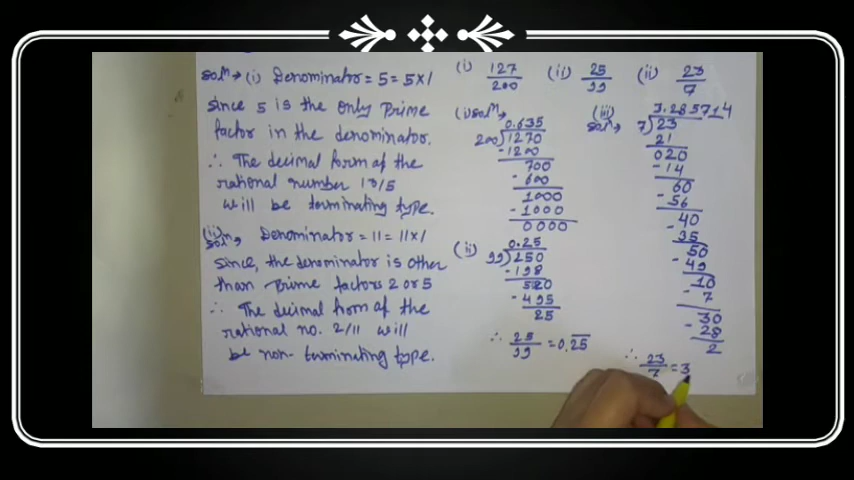 solⁿ→ (i) Denominator = 5 = 5×1
since 5 is the only Prime
factor in the denominator.
∴ The decimal form of the
rational number 13/5
will be terminating type.
(ii) solⁿ→ Denominator = 11 = 11×1
since, the denominator is other
than prime factors 2 or 5
∴ The decimal from of the
rational no. 2/11 will
be non-terminating type.
(i) 127/200 (ii) 25/99 (ii) 23/7
(i) solⁿ→
0.635
200)1270
-1200
700
-600
1000
-1000
0000
(ii) 0.25
99)250
-198
520
-495
25
∴ 25/99 = 0.2̅5̅
(iii) solⁿ→
3.285714
7)23
21
020
-14
60
-56
40
35
50
-49
10
-7
30
-28
2
∴ 23/7 = 3